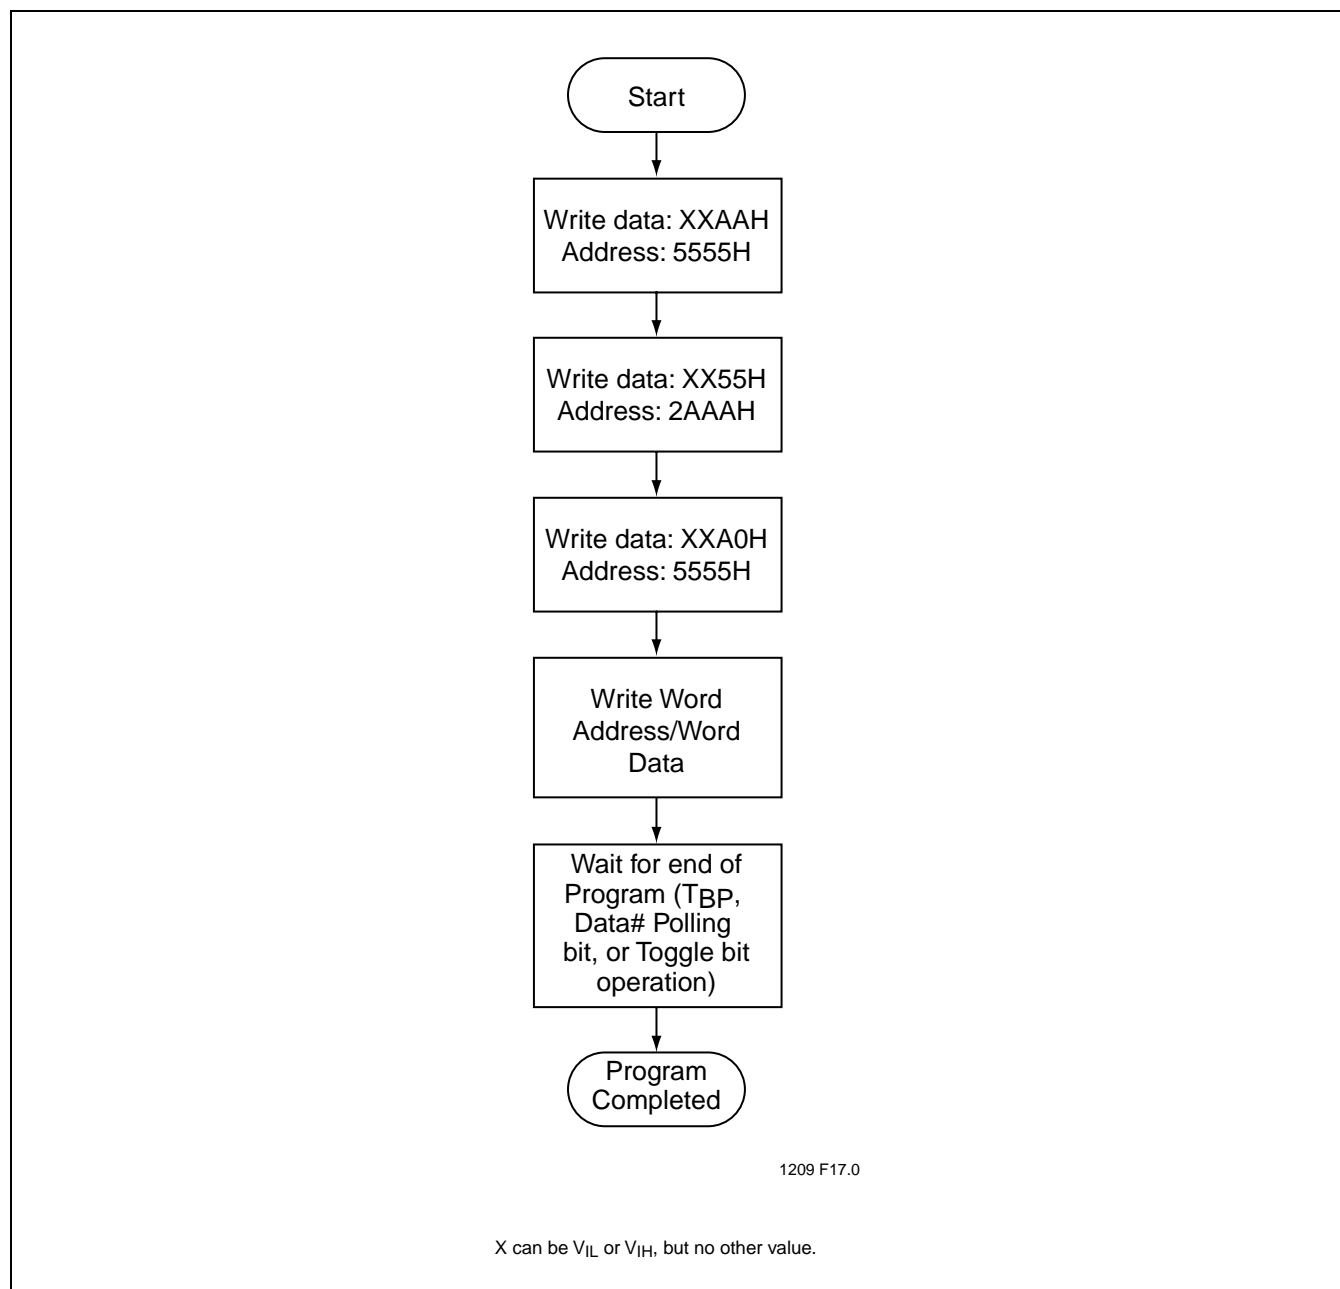 Start
Write data: XXAAH
Address: 5555H
Write data: XX55H
Address: 2AAAH
Write data: XXA0H
Address: 5555H
Write Word
Address/Word
Data
Wait for end of
Program (TBP,
Data# Polling
bit, or Toggle bit
operation)
Program
Completed
1209 F17.0
X can be VIL or VIH, but no other value.